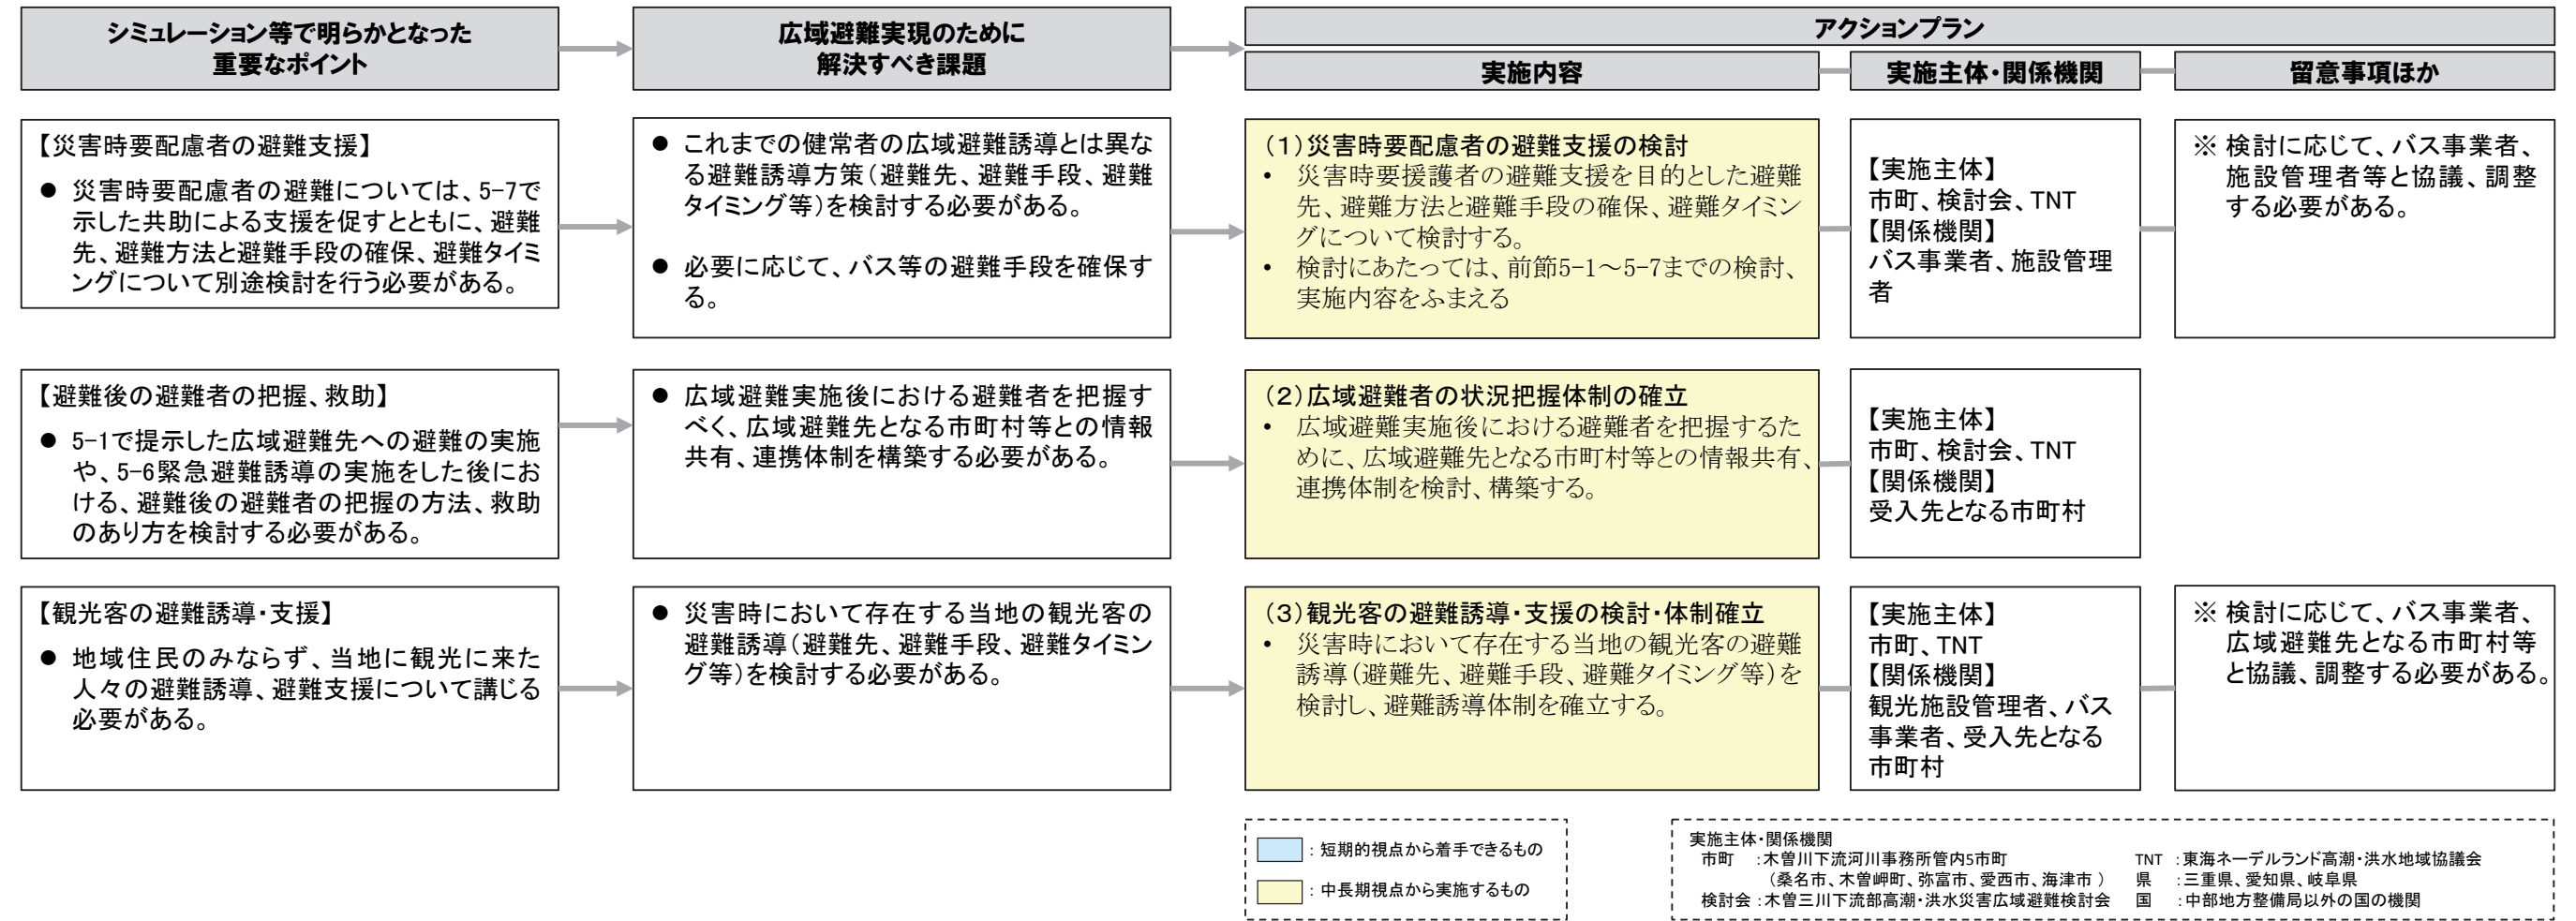 シミュレーション等で明らかとなった
重要なポイント
広域避難実現のために
解決すべき課題
アクションプラン
実施内容
実施主体・関係機関
留意事項ほか
【災害時要配慮者の避難支援】
● 災害時要配慮者の避難については、5-7で
示した共助による支援を促すとともに、避難
先、避難方法と避難手段の確保、避難タイミ
ングについて別途検討を行う必要がある。
● これまでの健常者の広域避難誘導とは異な
る避難誘導方策（避難先、避難手段、避難
タイミング等）を検討する必要がある。
● 必要に応じて、バス等の避難手段を確保す
る。
（1）災害時要配慮者の避難支援の検討
• 災害時要援護者の避難支援を目的とした避難
先、避難方法と避難手段の確保、避難タイミン
グについて検討する。
• 検討にあたっては、前節5-1～5-7までの検討、
実施内容をふまえる
【実施主体】
市町、検討会、TNT
【関係機関】
バス事業者、施設管理
者
※ 検討に応じて、バス事業者、
施設管理者等と協議、調整
する必要がある。
【避難後の避難者の把握、救助】
● 5-1で提示した広域避難先への避難の実施
や、5-6緊急避難誘導の実施をした後にお
ける、避難後の避難者の把握の方法、救助
のあり方を検討する必要がある。
● 広域避難実施後における避難者を把握す
べく、広域避難先となる市町村等との情報
共有、連携体制を構築する必要がある。
（2）広域避難者の状況把握体制の確立
• 広域避難実施後における避難者を把握するた
めに、広域避難先となる市町村等との情報共有、
連携体制を検討、構築する。
【実施主体】
市町、検討会、TNT
【関係機関】
受入先となる市町村
【観光客の避難誘導・支援】
● 地域住民のみならず、当地に観光に来た
人々の避難誘導、避難支援について講じる
必要がある。
● 災害時において存在する当地の観光客の
避難誘導（避難先、避難手段、避難タイミン
グ等）を検討する必要がある。
（3）観光客の避難誘導・支援の検討・体制確立
• 災害時において存在する当地の観光客の避難
誘導（避難先、避難手段、避難タイミング等）を
検討し、避難誘導体制を確立する。
【実施主体】
市町、TNT
【関係機関】
観光施設管理者、バス
事業者、受入先となる
市町村
※ 検討に応じて、バス事業者、
広域避難先となる市町村等
と協議、調整する必要がある。
：短期的視点から着手できるもの
：中長期視点から実施するもの
実施主体・関係機関
市町 ：木曽川下流河川事務所管内5市町
（桑名市、木曽岬町、弥富市、愛西市、海津市 ）
検討会：木曽三川下流部高潮・洪水災害広域避難検討会
TNT ：東海ネーデルランド高潮・洪水地域協議会
県 ：三重県、愛知県、岐阜県
国 ：中部地方整備局以外の国の機関